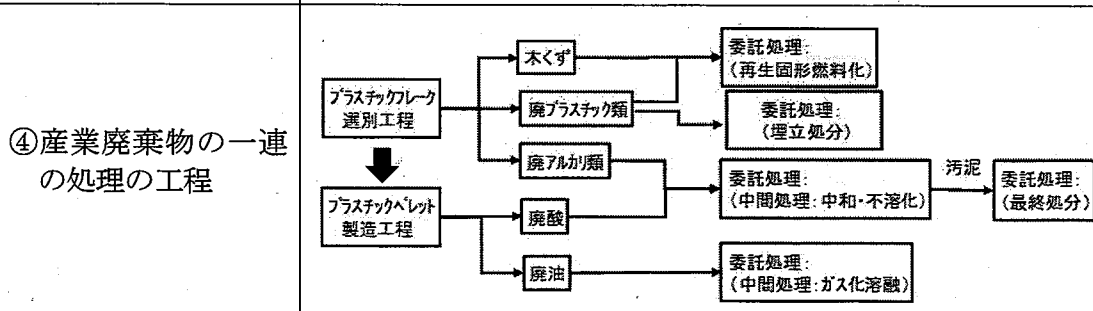 ④産業廃棄物の一連
の処理の工程
プラスチックフレーク
選別工程
プラスチックペレット
製造工程
木くず
廃プラスチック類
廃アルカリ類
廃酸
廃油
委託処理:
(再生固形燃料化)
委託処理:
(埋立処分)
委託処理:
(中間処理:中和・不溶化)
汚泥
委託処理:
(最終処分)
委託処理:
(中間処理:ガス化溶融)